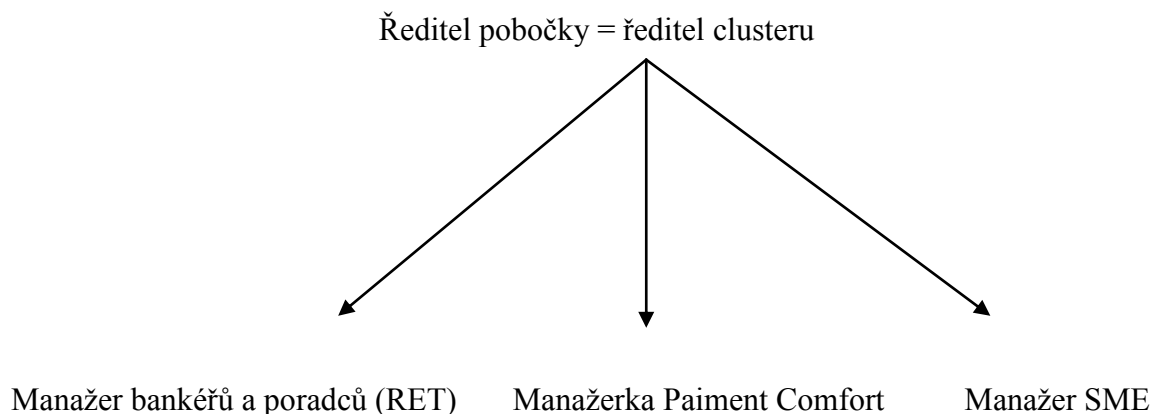 Ředitel pobočky = ředitel clusteru
Manažer bankéřů a poradců (RET) Manažerka Paiment Comfort Manažer SME